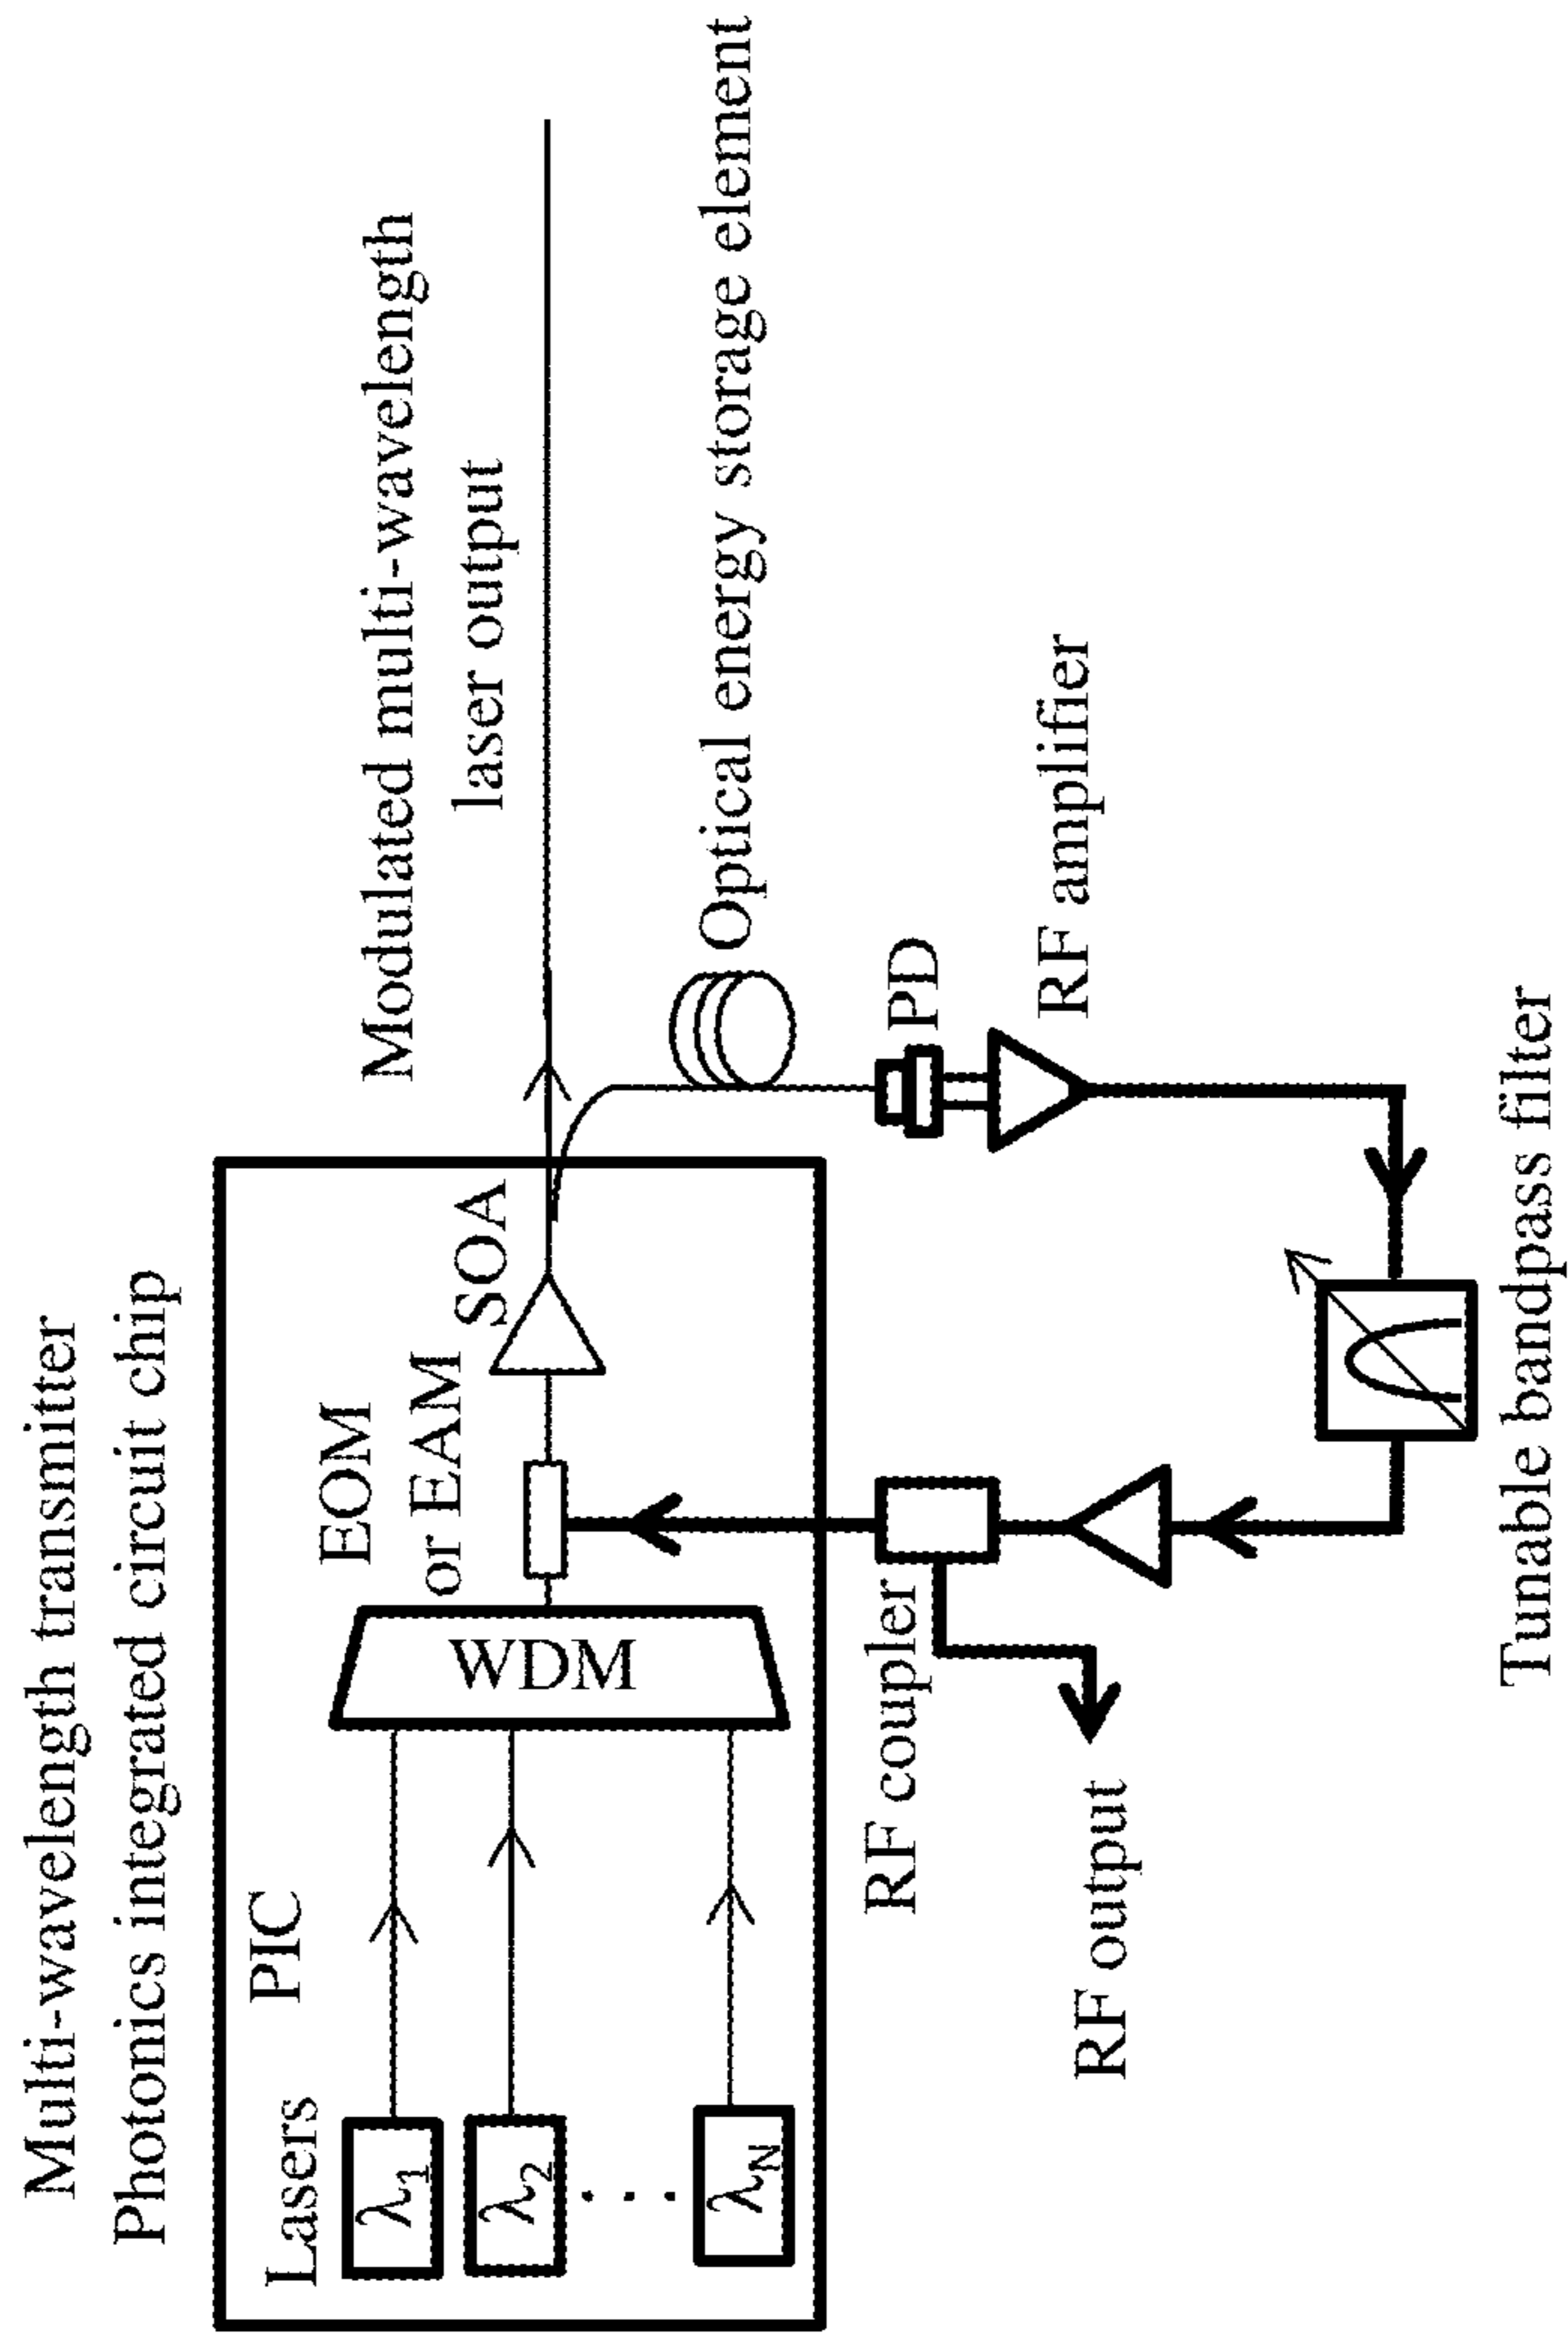 Multi-wavelength transmitter
Photonics integrated circuit chip
PIC
Lasers
λ1
λ2
. . .
λN
WDM
EOM
or EAM
SOA
Modulated multi-wavelength
laser output
Optical energy storage element
PD
RF amplifier
RF coupler
RF output
Tunable bandpass filter